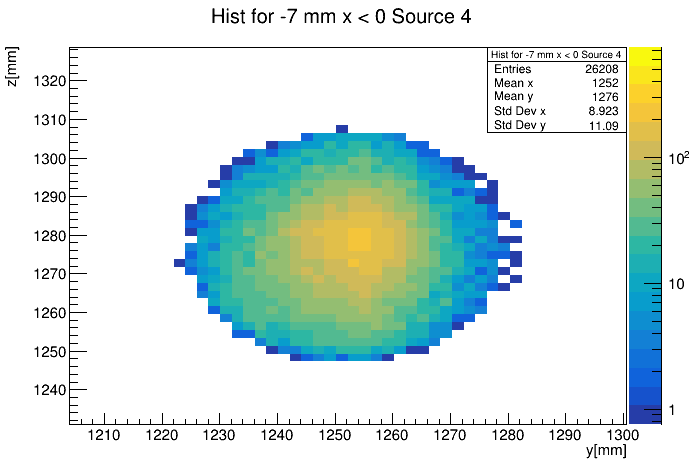 Hist for -7 mm x < 0 Source 4
z[mm]
Hist for -7 mm x < 0 Source 4
Entries 26208
Mean x 1252
Mean y 1276
Std Dev x 8.923
Std Dev y 11.09
1320
1310
1300
1290
1280
1270
1260
1250
1240
10²
10
1
1210 1220 1230 1240 1250 1260 1270 1280 1290 1300
y[mm]